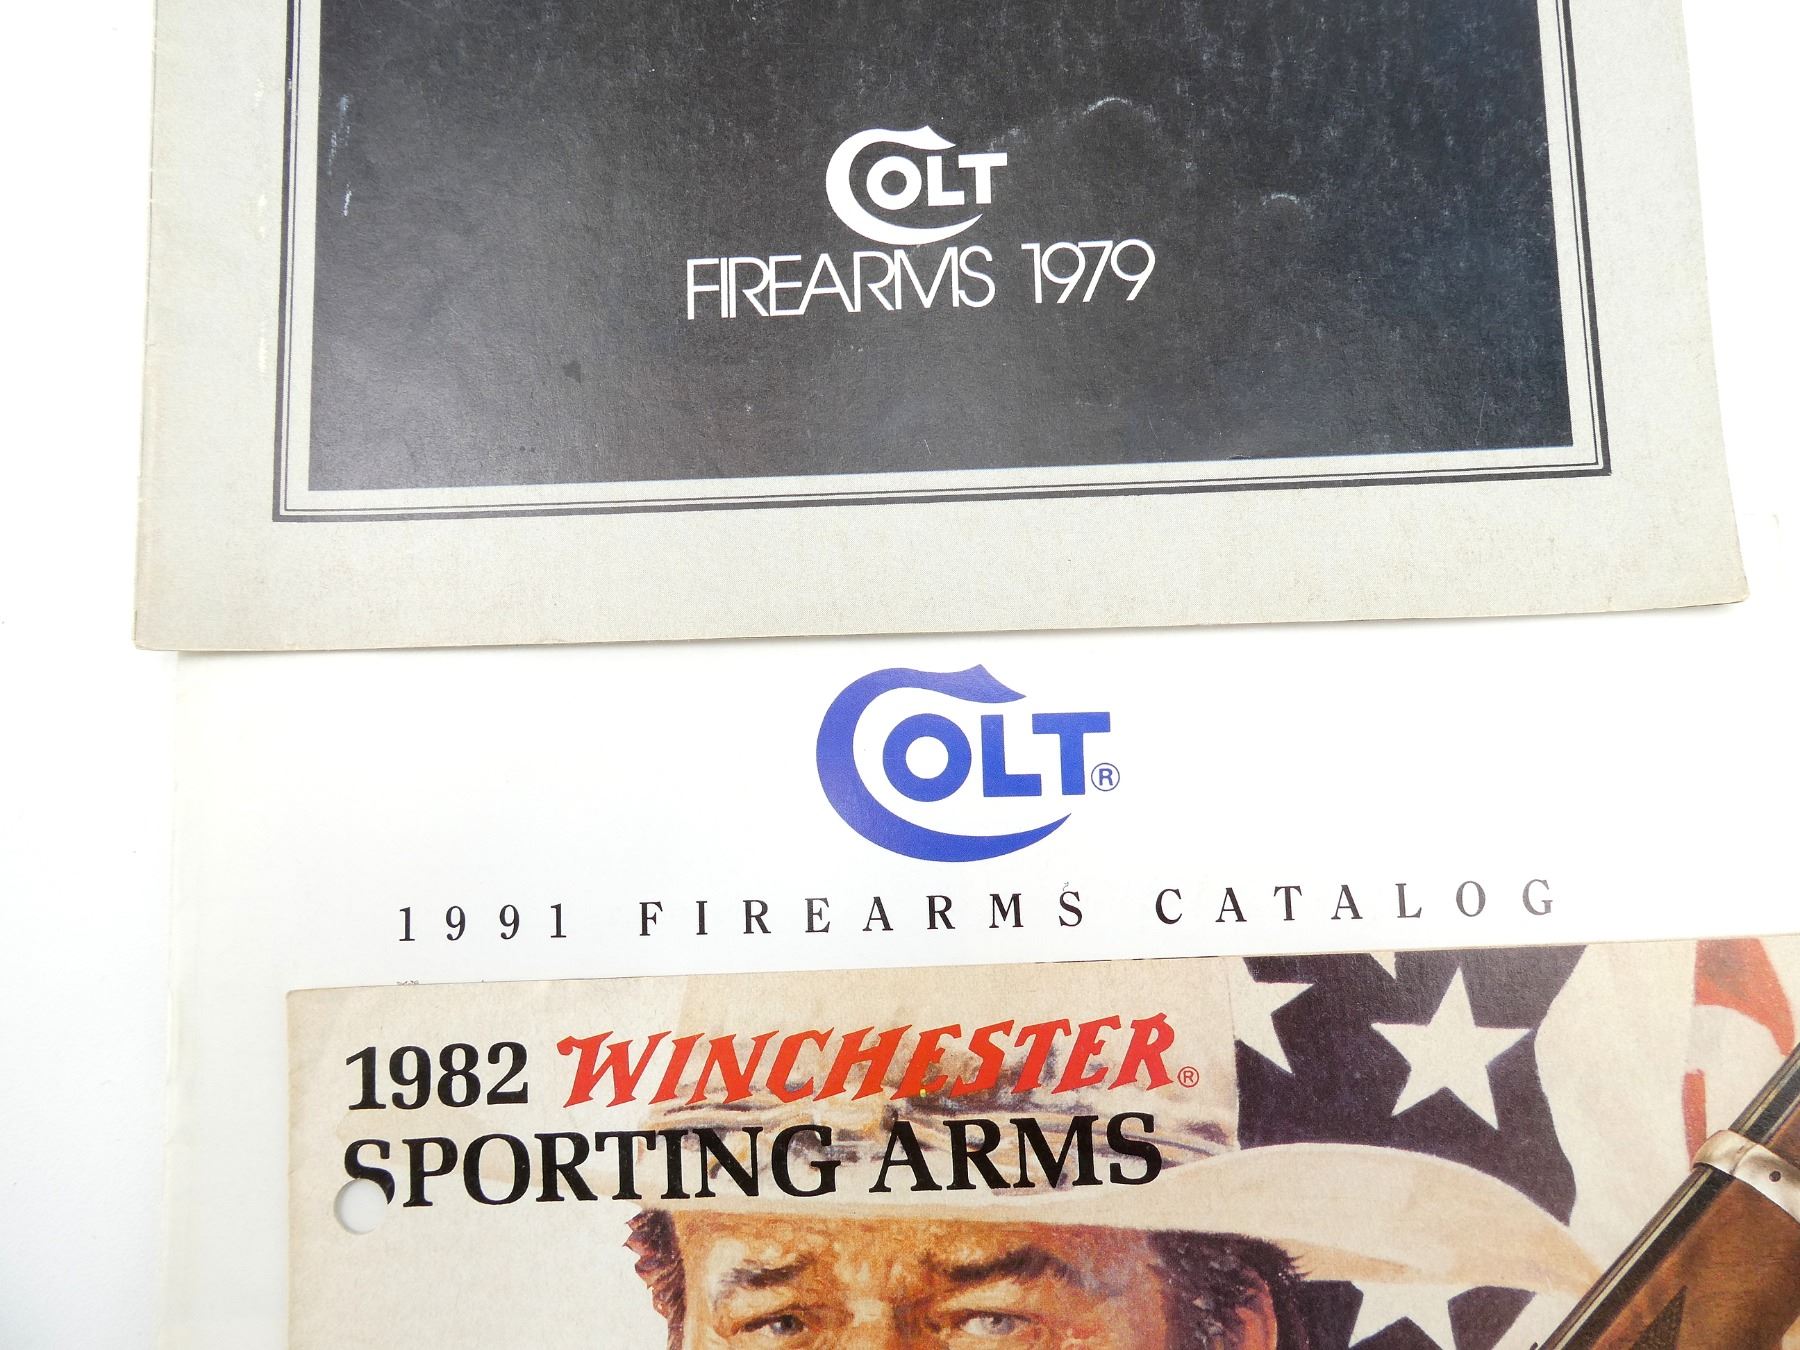 COLT
FIREARMS 1979
COLT®
1991 FIREARMS CATALOG
1982 WINCHESTER®
SPORTING ARMS